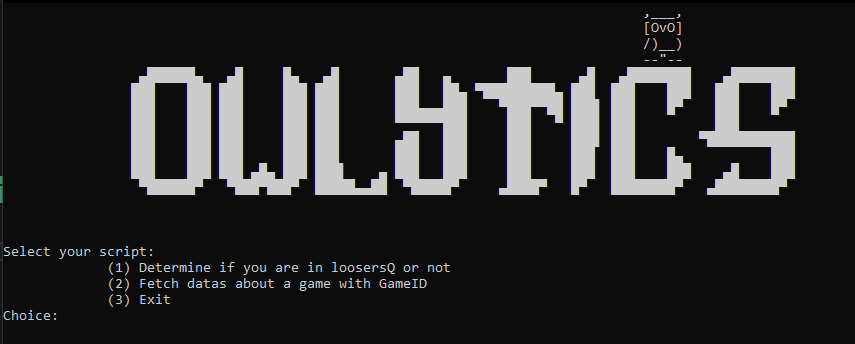 ,___,
[OvO]
/)__)
--"--
OWLYTICS
Select your script:
(1) Determine if you are in loosersQ or not
(2) Fetch datas about a game with GameID
(3) Exit
Choice: